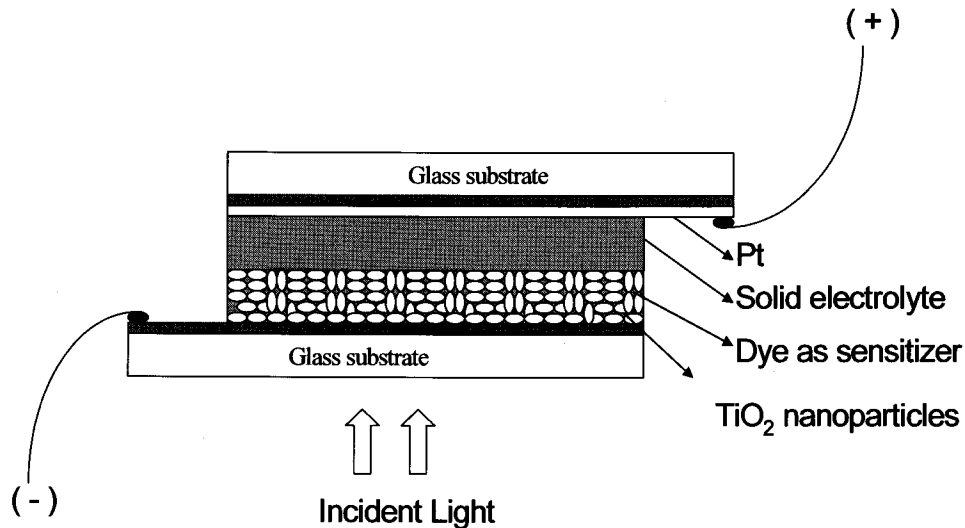 (+)
Glass substrate
Pt
Solid electrolyte
Glass substrate
Dye as sensitizer
TiO₂ nanoparticles
(-)
Incident Light